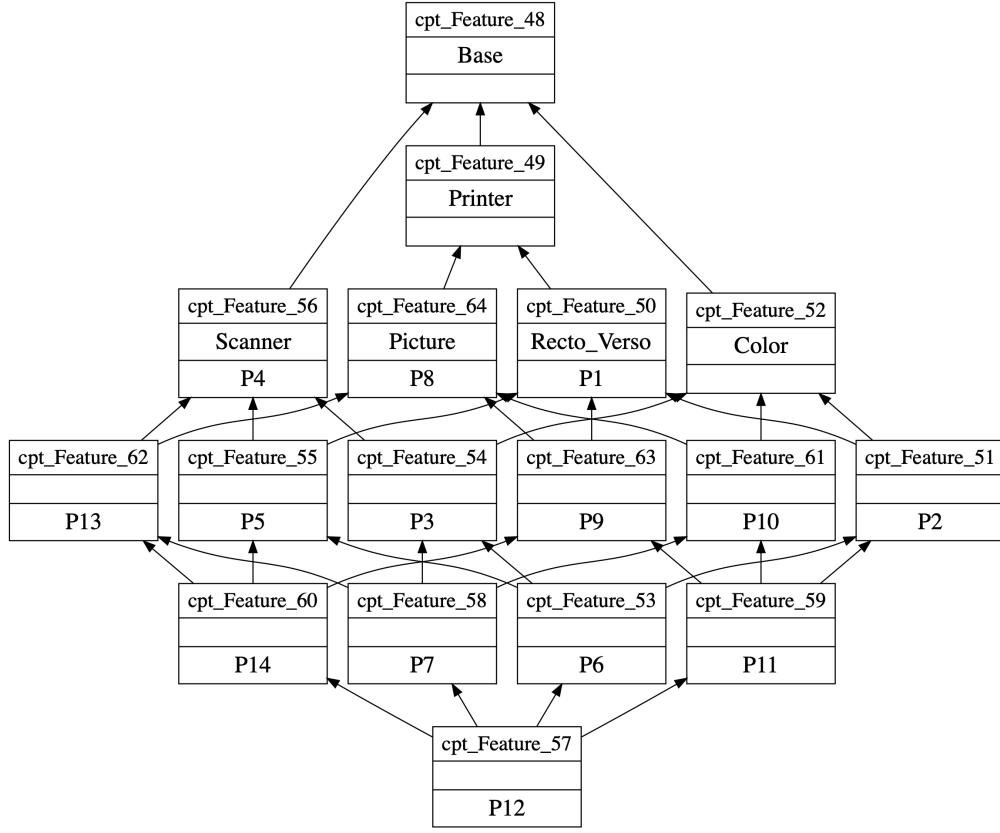 cpt_Feature_48
Base
cpt_Feature_49
Printer
cpt_Feature_56
Scanner
P4
cpt_Feature_64
Picture
P8
cpt_Feature_50
Recto_Verso
P1
cpt_Feature_52
Color
cpt_Feature_62
P13
cpt_Feature_55
P5
cpt_Feature_54
P3
cpt_Feature_63
P9
cpt_Feature_61
P10
cpt_Feature_51
P2
cpt_Feature_60
P14
cpt_Feature_58
P7
cpt_Feature_53
P6
cpt_Feature_59
P11
cpt_Feature_57
P12